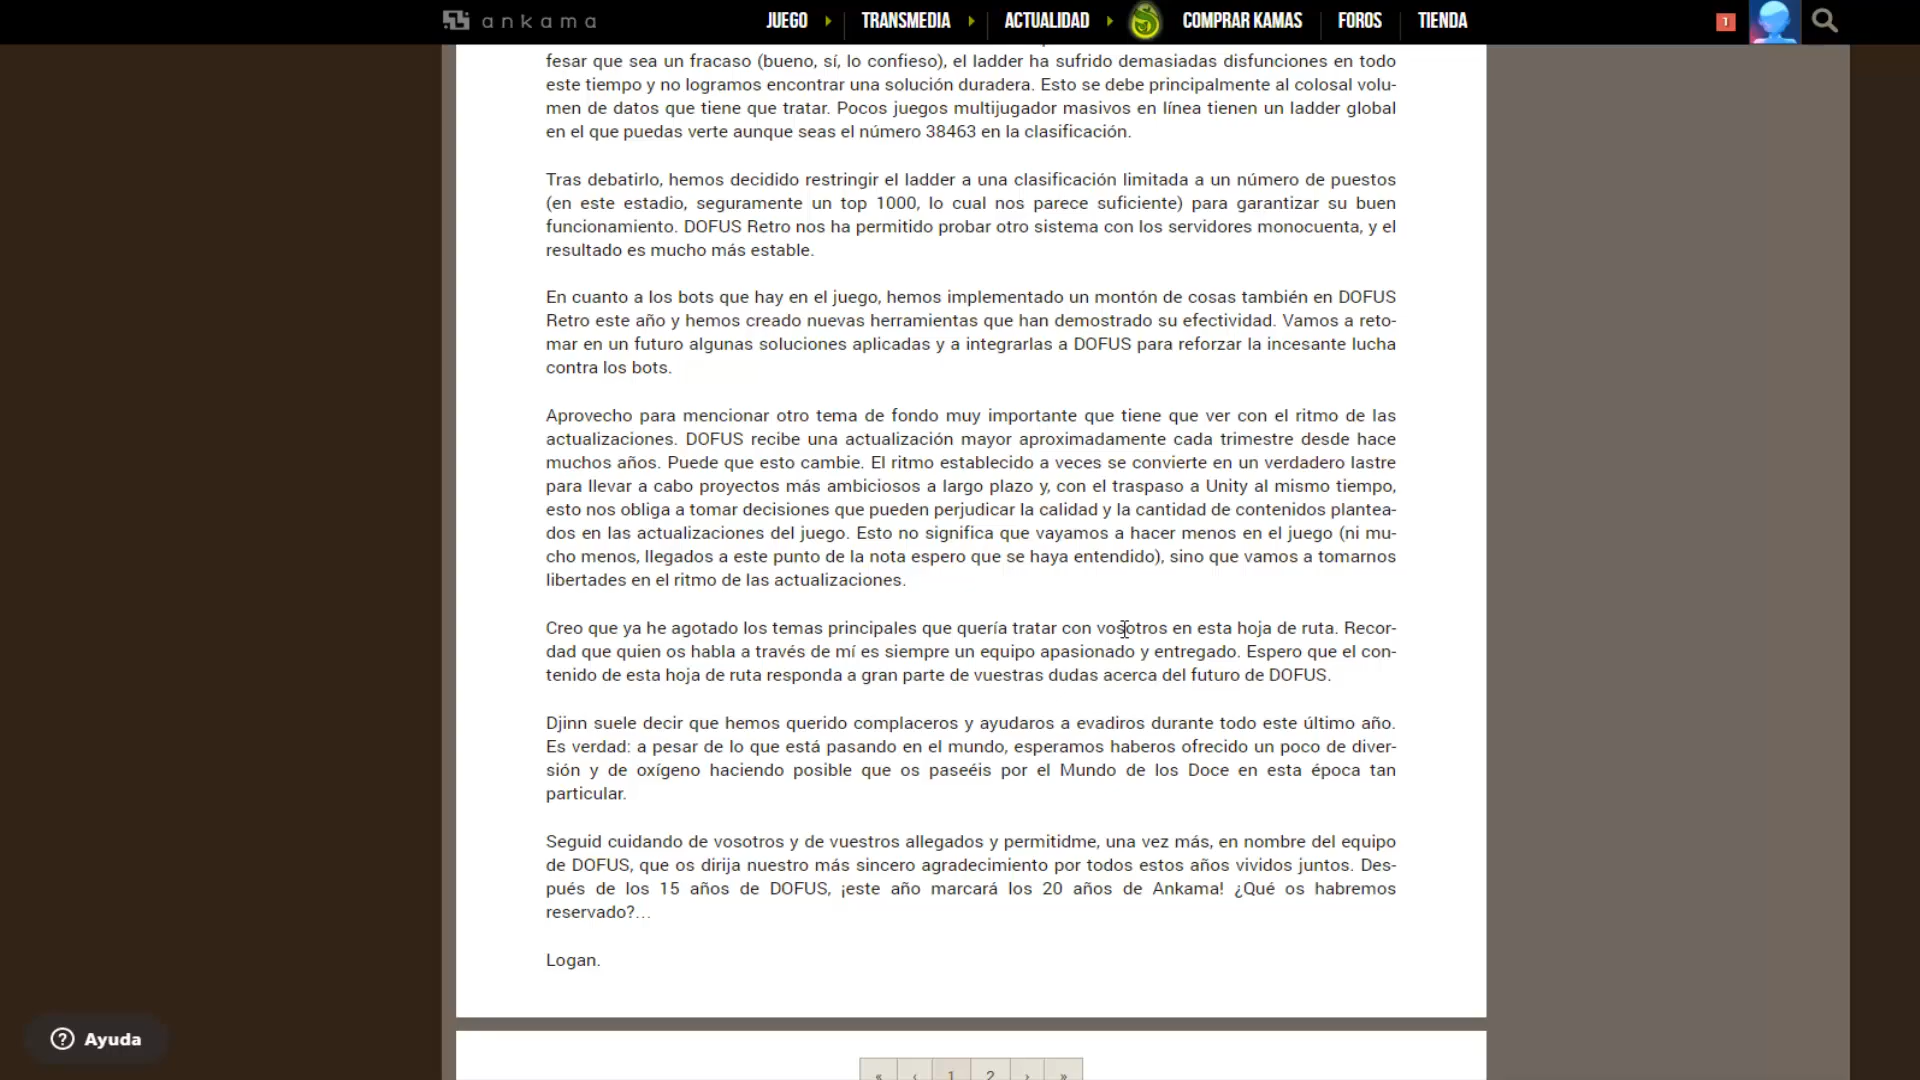 ankama JUEGO TRANSMEDIA ACTUALIDAD COMPRAR KAMAS FOROS TIENDA 1
fesar que sea un fracaso (bueno, sí, lo confieso), el ladder ha sufrido demasiadas disfunciones en todo
este tiempo y no logramos encontrar una solución duradera. Esto se debe principalmente al colosal volu-
men de datos que tiene que tratar. Pocos juegos multijugador masivos en línea tienen un ladder global
en el que puedas verte aunque seas el número 38463 en la clasificación.
Tras debatirlo, hemos decidido restringir el ladder a una clasificación limitada a un número de puestos
(en este estadio, seguramente un top 1000, lo cual nos parece suficiente) para garantizar su buen
funcionamiento. DOFUS Retro nos ha permitido probar otro sistema con los servidores monocuenta, y el
resultado es mucho más estable.
En cuanto a los bots que hay en el juego, hemos implementado un montón de cosas también en DOFUS
Retro este año y hemos creado nuevas herramientas que han demostrado su efectividad. Vamos a reto-
mar en un futuro algunas soluciones aplicadas y a integrarlas a DOFUS para reforzar la incesante lucha
contra los bots.
Aprovecho para mencionar otro tema de fondo muy importante que tiene que ver con el ritmo de las
actualizaciones. DOFUS recibe una actualización mayor aproximadamente cada trimestre desde hace
muchos años. Puede que esto cambie. El ritmo establecido a veces se convierte en un verdadero lastre
para llevar a cabo proyectos más ambiciosos a largo plazo y, con el traspaso a Unity al mismo tiempo,
esto nos obliga a tomar decisiones que pueden perjudicar la calidad y la cantidad de contenidos plantea-
dos en las actualizaciones del juego. Esto no significa que vayamos a hacer menos en el juego (ni mu-
cho menos, llegados a este punto de la nota espero que se haya entendido), sino que vamos a tomarnos
libertades en el ritmo de las actualizaciones.
Creo que ya he agotado los temas principales que quería tratar con vosotros en esta hoja de ruta. Recor-
dad que quien os habla a través de mí es siempre un equipo apasionado y entregado. Espero que el con-
tenido de esta hoja de ruta responda a gran parte de vuestras dudas acerca del futuro de DOFUS.
Djinn suele decir que hemos querido complaceros y ayudaros a evadiros durante todo este último año.
Es verdad: a pesar de lo que está pasando en el mundo, esperamos haberos ofrecido un poco de diver-
sión y de oxígeno haciendo posible que os paseéis por el Mundo de los Doce en esta época tan
particular.
Seguid cuidando de vosotros y de vuestros allegados y permitidme, una vez más, en nombre del equipo
de DOFUS, que os dirija nuestro más sincero agradecimiento por todos estos años vividos juntos. Des-
pués de los 15 años de DOFUS, ¡este año marcará los 20 años de Ankama! ¿Qué os habremos
reservado?…
Logan.
? Ayuda
« ‹ 1 2 › »